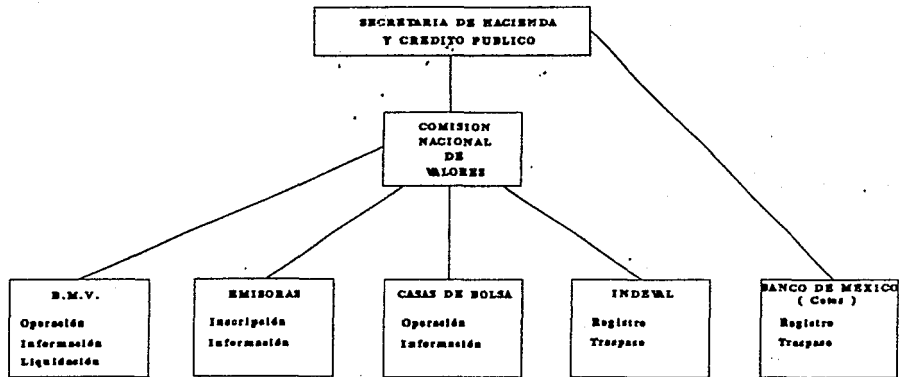 SECRETARIA DE HACIENDA
Y CREDITO PUBLICO
COMISION
NACIONAL
DE
VALORES
B.M.V.
Operación
Información
Liquidación
EMISORAS
Inscripción
Información
CASAS DE BOLSA
Operación
Información
INDEVAL
Registro
Traspaso
BANCO DE MEXICO
( Cetes )
Registro
Traspaso